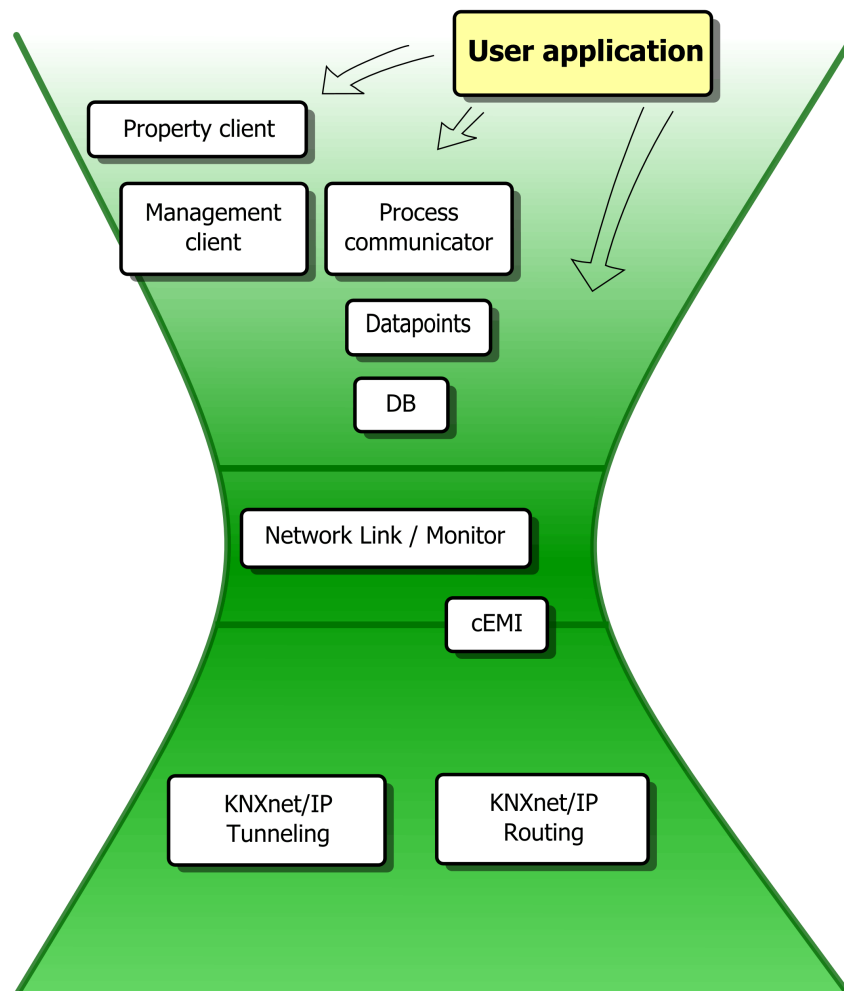 User application
Property client
Management
client
Process
communicator
Datapoints
DB
Network Link / Monitor
cEMI
KNXnet/IP
Tunneling
KNXnet/IP
Routing